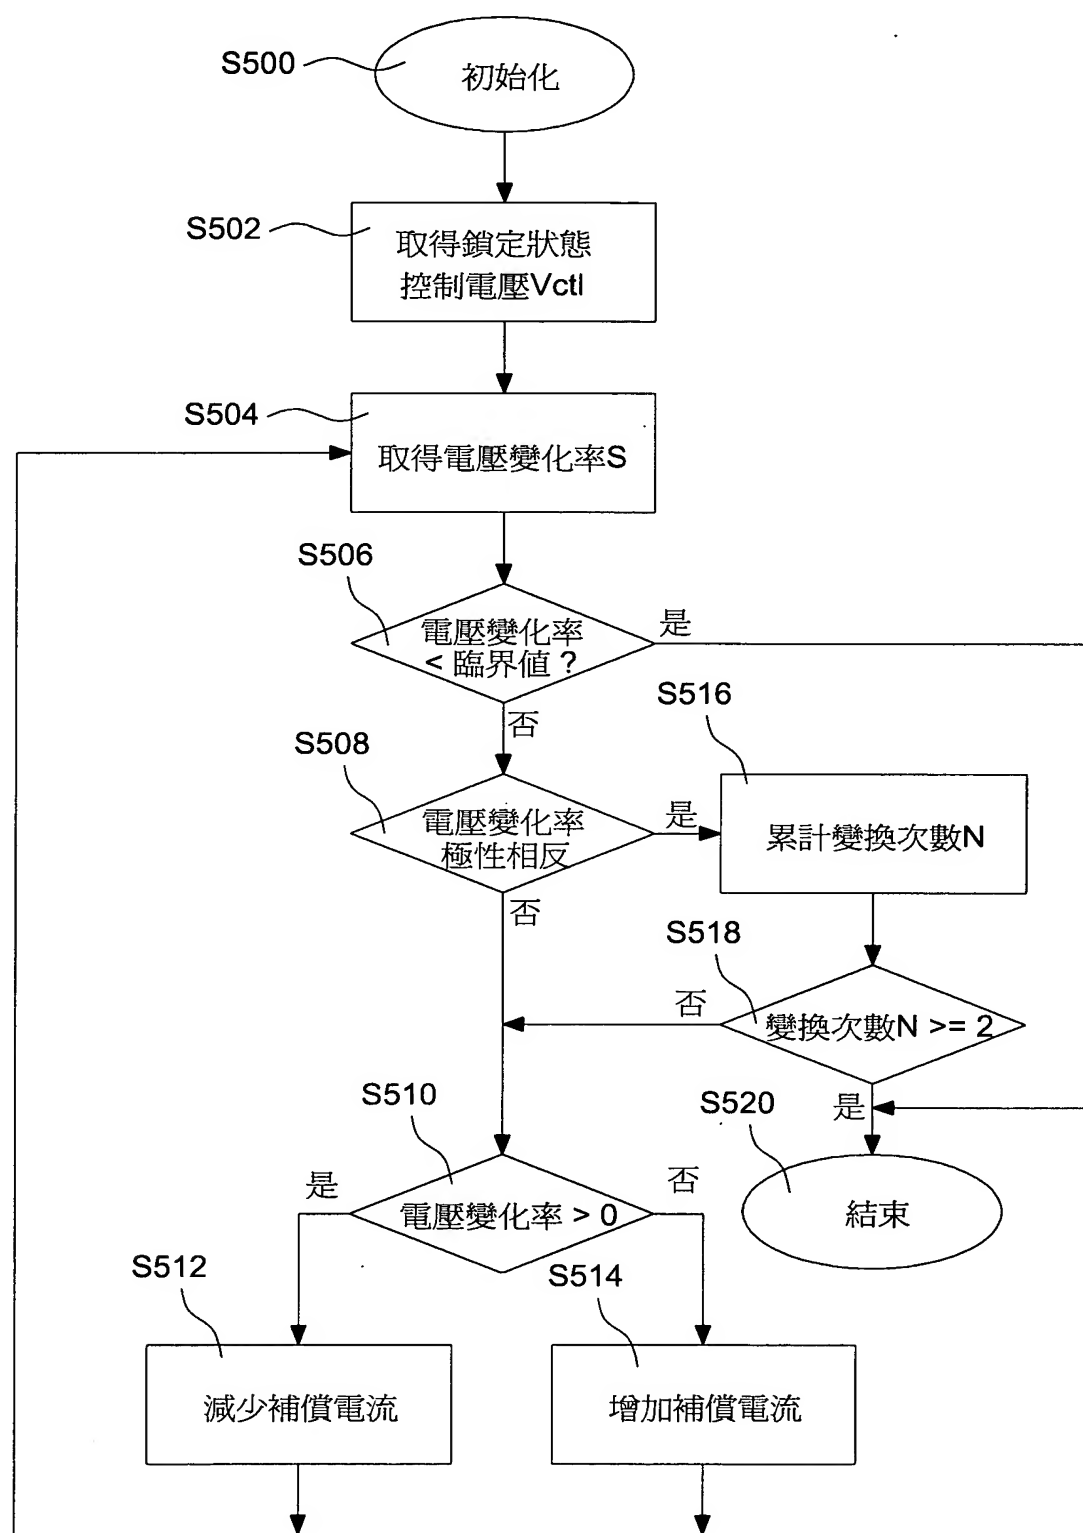 S500
初始化
S502
取得鎖定狀態
控制電壓Vctl
S504
取得電壓變化率S
S506
電壓變化率
< 臨界值 ?
是
否
S516
S508
電壓變化率
極性相反
是
累計變換次數N
否
S518
否
變換次數N >= 2
S510
S520
是
是
否
電壓變化率 > 0
結束
S512
S514
減少補償電流
增加補償電流